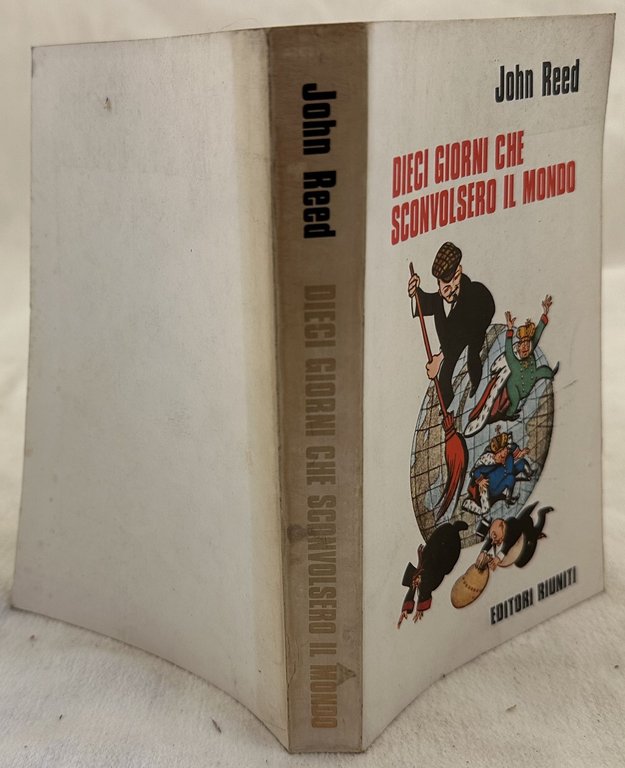 John Reed
DIECI GIORNI CHE SCONVOLSERO IL MONDO
John Reed
DIECI GIORNI CHE
SCONVOLSERO IL MONDO
EDITORI RIUNITI